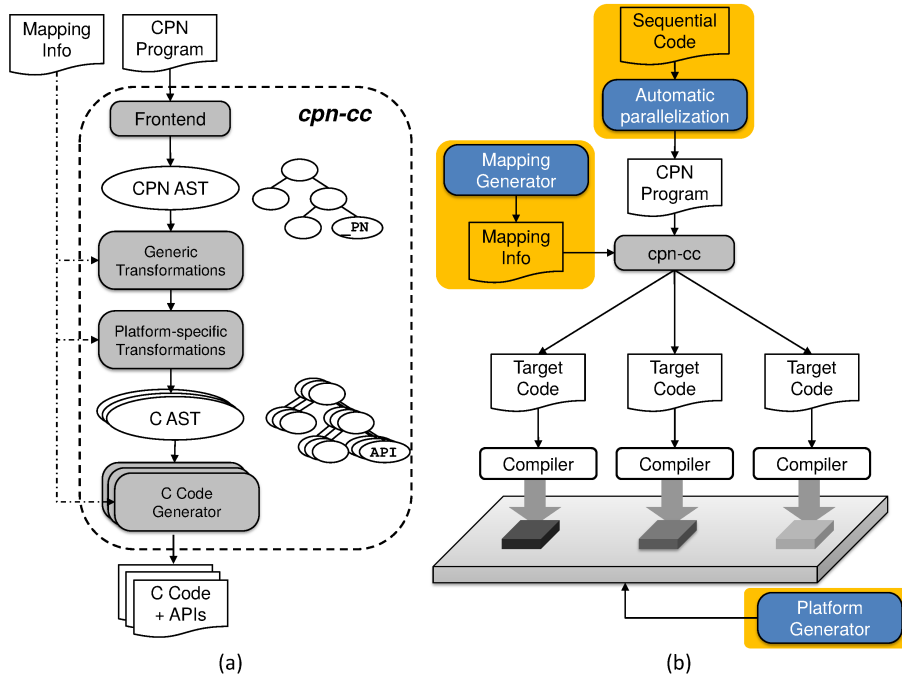 Mapping
Info
CPN
Program
cpn-cc
Frontend
CPN AST
_PN
Generic
Transformations
Platform-specific
Transformations
C AST
API
C Code
Generator
C Code
+ APIs
(a)
Sequential
Code
Automatic
parallelization
Mapping
Generator
CPN
Program
Mapping
Info
cpn-cc
Target
Code
Target
Code
Target
Code
Compiler
Compiler
Compiler
Platform
Generator
(b)